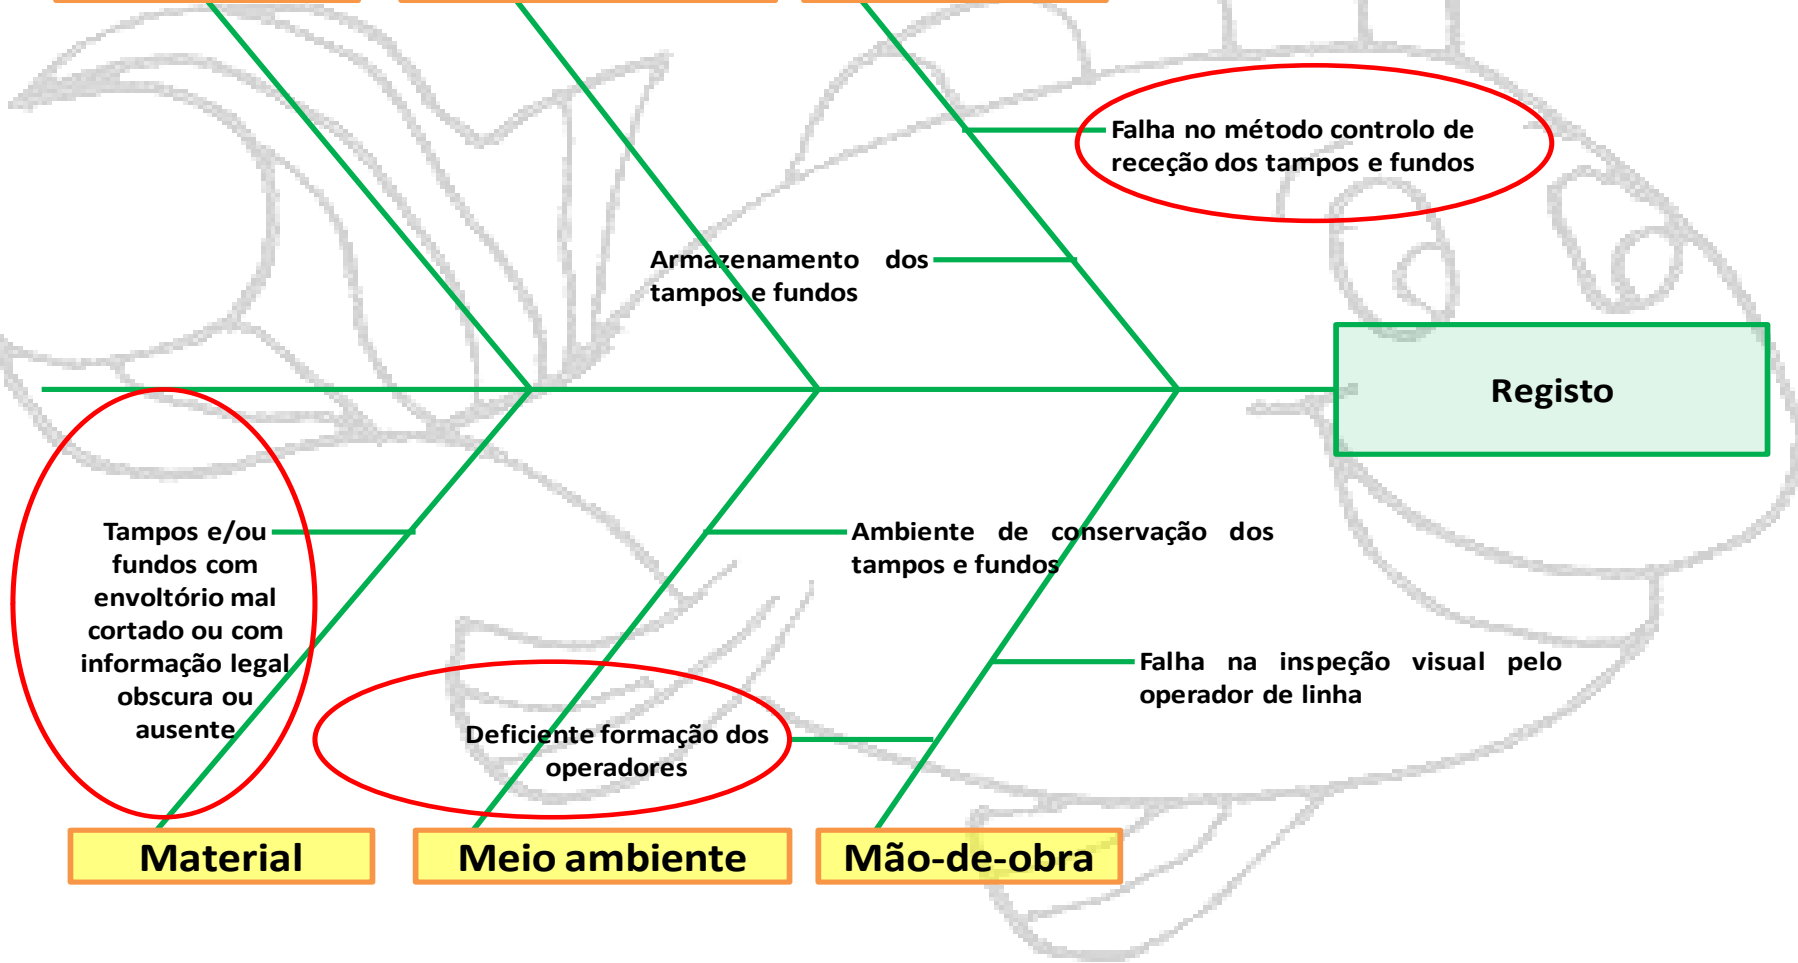 Falha no método controlo de
receção dos tampos e fundos
Armazenamento dos
tampos e fundos
Registo
Tampos e/ou
fundos com
envoltório mal
cortado ou com
informação legal
obscura ou
ausente
Ambiente de conservação dos
tampos e fundos
Falha na inspeção visual pelo
operador de linha
Deficiente formação dos
operadores
Material
Meio ambiente
Mão-de-obra